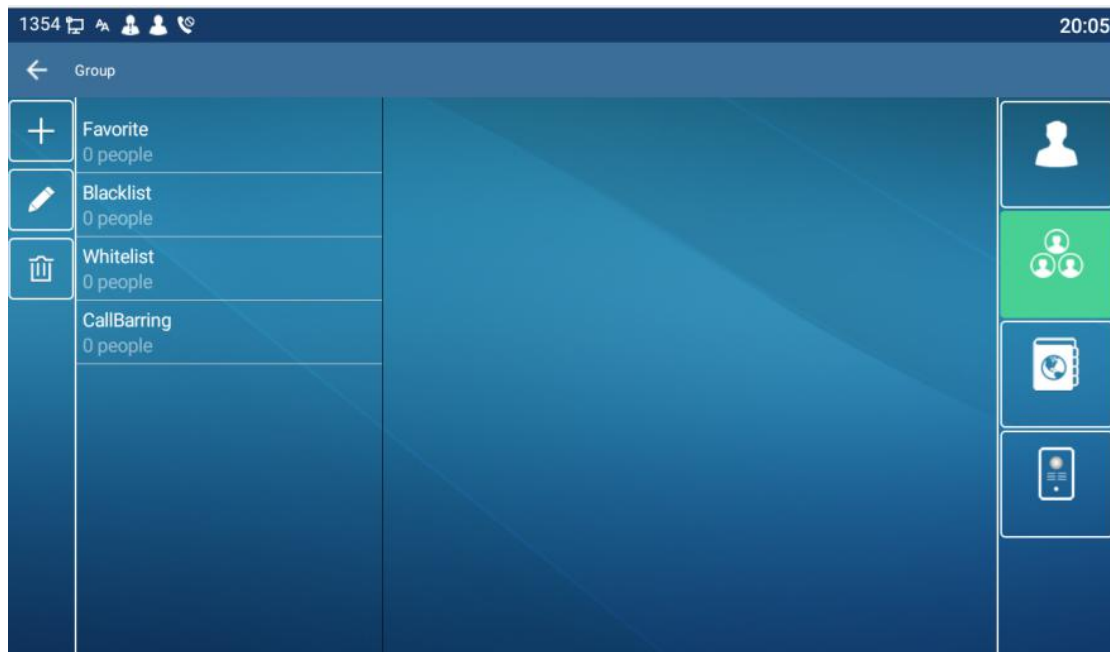 1354
20:05
Group
Favorite
0 people
Blacklist
0 people
Whitelist
0 people
CallBarring
0 people